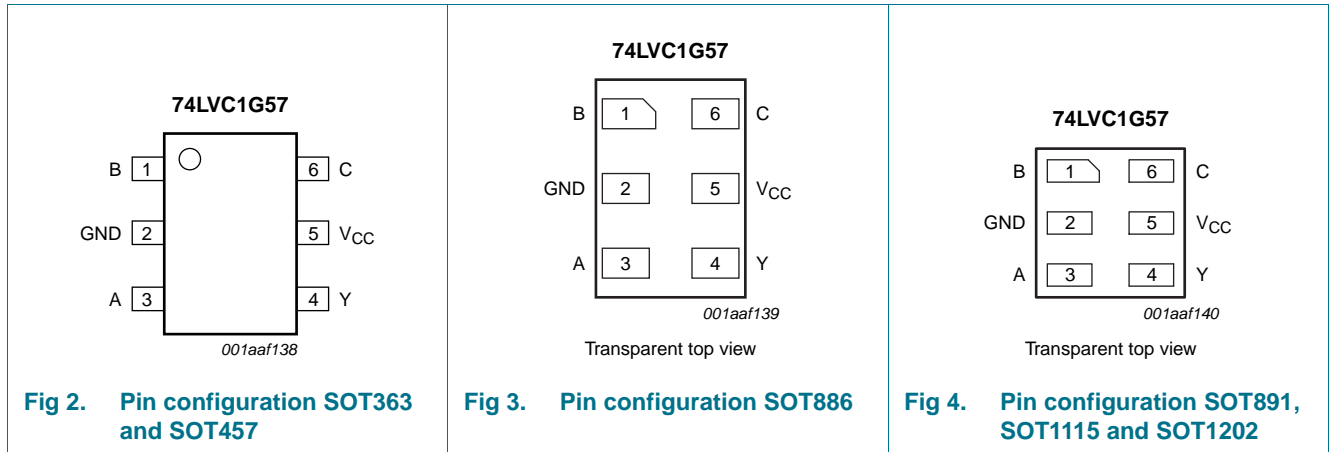 74LVC1G57
B 1 6 C
GND 2 5 VCC
A 3 4 Y
001aaf138
Fig 2. Pin configuration SOT363
and SOT457
74LVC1G57
B 1 6 C
GND 2 5 VCC
A 3 4 Y
001aaf139
Transparent top view
Fig 3. Pin configuration SOT886
74LVC1G57
B 1 6 C
GND 2 5 VCC
A 3 4 Y
001aaf140
Transparent top view
Fig 4. Pin configuration SOT891,
SOT1115 and SOT1202